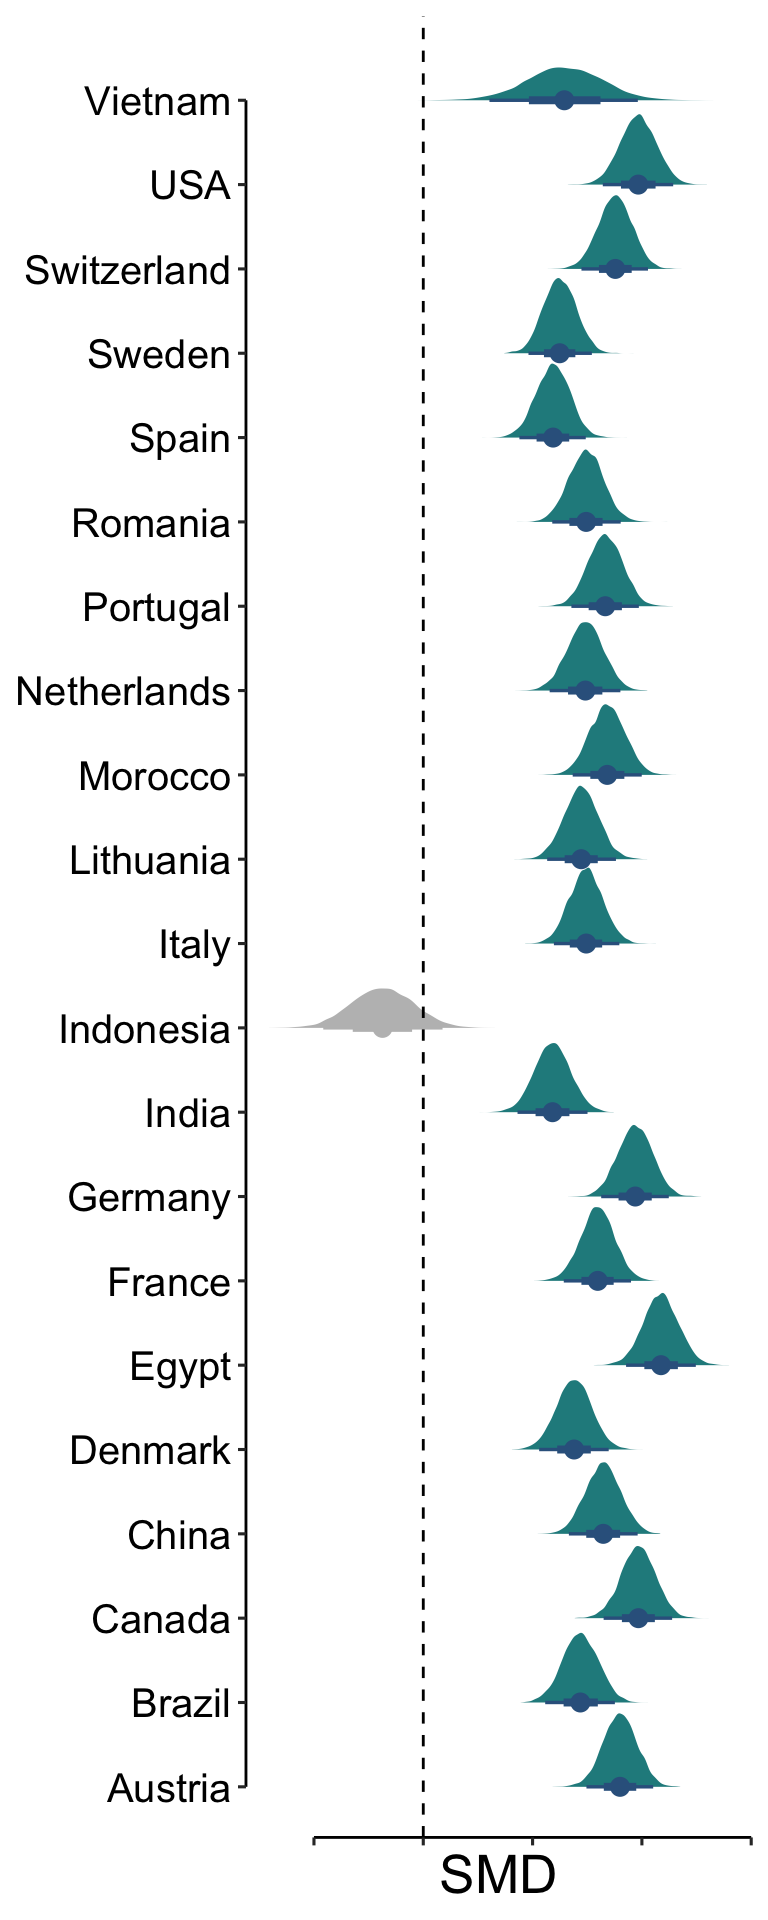 Vietnam
USA
Switzerland
Sweden
Spain
Romania
Portugal
Netherlands
Morocco
Lithuania
Italy
Indonesia
India
Germany
France
Egypt
Denmark
China
Canada
Brazil
Austria
SMD